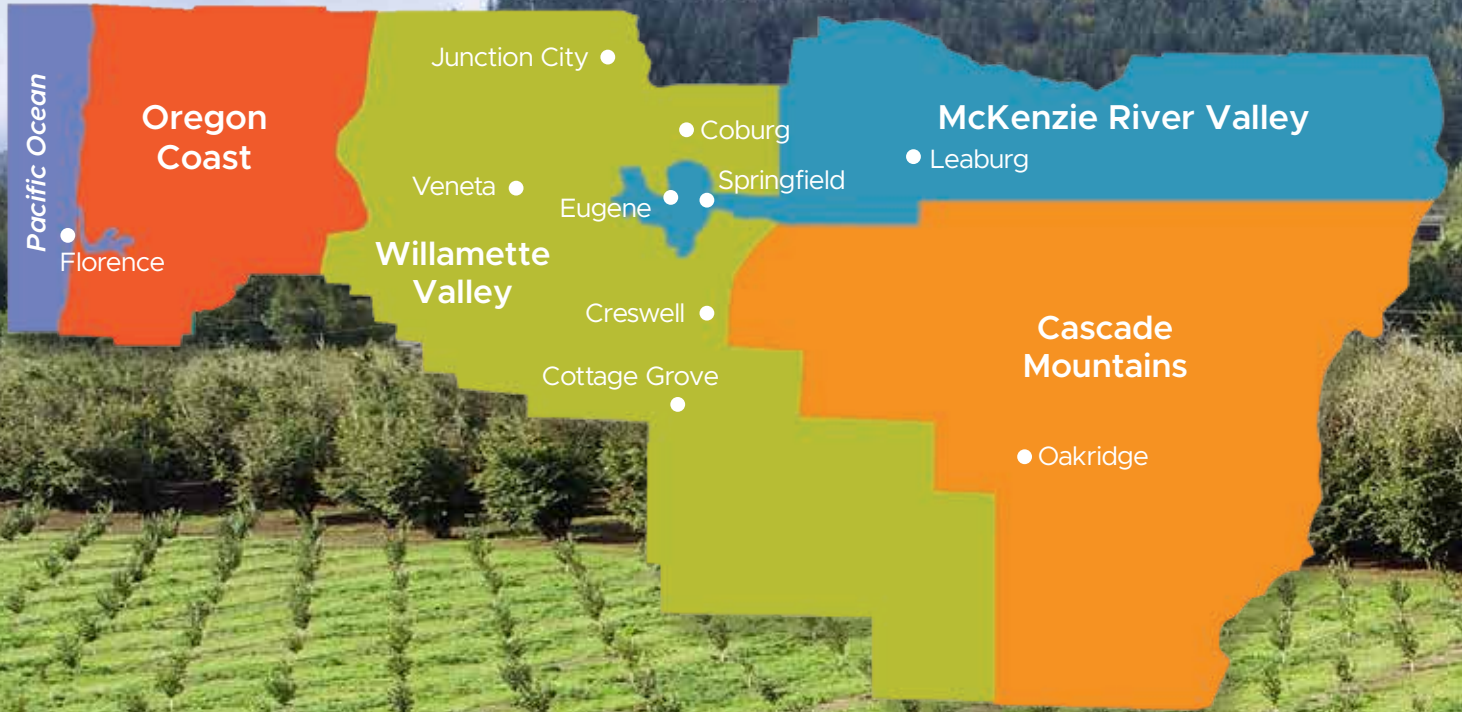 Pacific Ocean
Oregon
Coast
Florence
Junction City
Coburg
Veneta
Eugene
Springfield
Willamette
Valley
Creswell
Cottage Grove
McKenzie River Valley
Leaburg
Cascade
Mountains
Oakridge